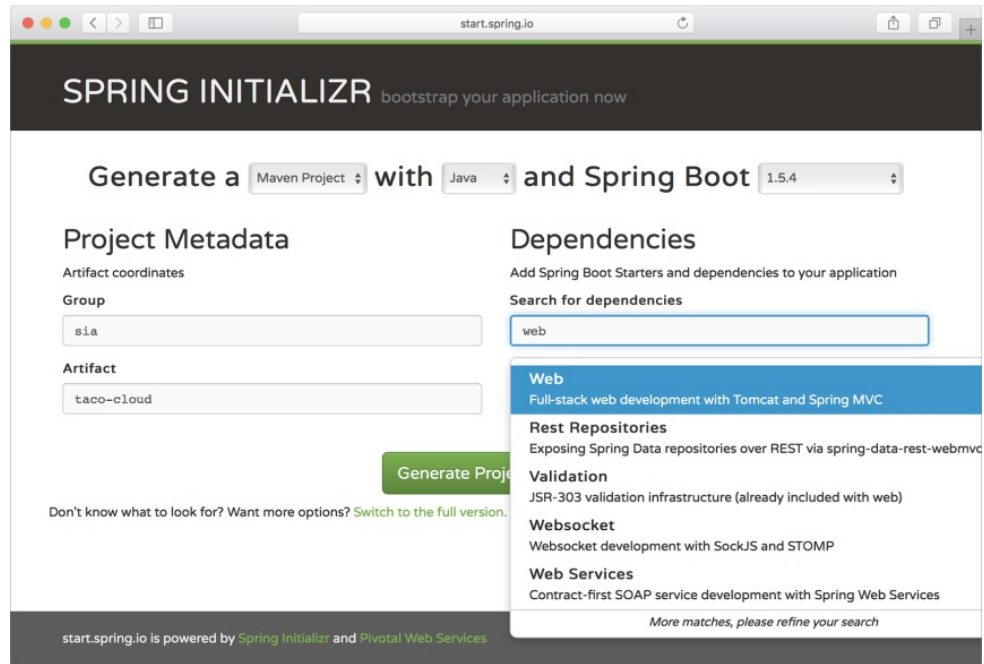 start.spring.io
SPRING INITIALIZR bootstrap your application now
Generate a Maven Project with Java and Spring Boot 1.5.4
Project Metadata
Artifact coordinates
Group
sia
Artifact
taco-cloud
Dependencies
Add Spring Boot Starters and dependencies to your application
Search for dependencies
web
Web
Full-stack web development with Tomcat and Spring MVC
Rest Repositories
Exposing Spring Data repositories over REST via spring-data-rest-webmvc
Validation
JSR-303 validation infrastructure (already included with web)
Websocket
Websocket development with SockJS and STOMP
Web Services
Contract-first SOAP service development with Spring Web Services
More matches, please refine your search
Generate Proje
Don't know what to look for? Want more options? Switch to the full version.
start.spring.io is powered by Spring Initializr and Pivotal Web Services